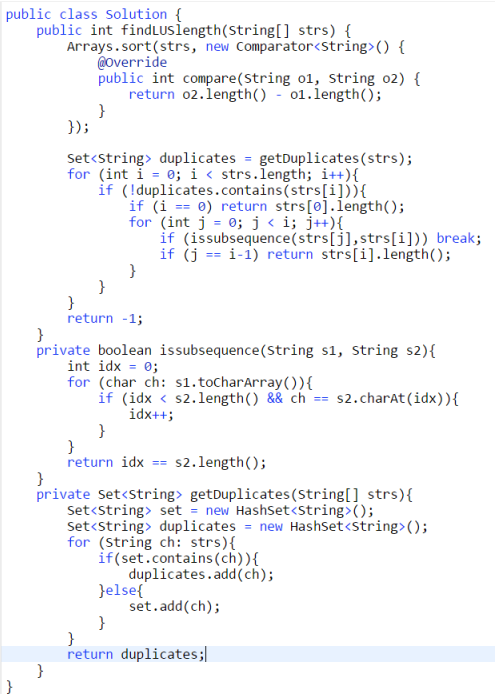 public class Solution {
    public int findLUSlength(String[] strs) {
        Arrays.sort(strs, new Comparator<String>() {
            @Override
            public int compare(String o1, String o2) {
                return o2.length() - o1.length();
            }
        });

        Set<String> duplicates = getDuplicates(strs);
        for (int i = 0; i < strs.length; i++){
            if (!duplicates.contains(strs[i])){
                if (i == 0) return strs[0].length();
                for (int j = 0; j < i; j++){
                    if (issubsequence(strs[j],strs[i])) break;
                    if (j == i-1) return strs[i].length();
                }
            }
        }
        return -1;
    }
    private boolean issubsequence(String s1, String s2){
        int idx = 0;
        for (char ch: s1.toCharArray()){
            if (idx < s2.length() && ch == s2.charAt(idx)){
                idx++;
            }
        }
        return idx == s2.length();
    }
    private Set<String> getDuplicates(String[] strs){
        Set<String> set = new HashSet<String>();
        Set<String> duplicates = new HashSet<String>();
        for (String ch: strs){
            if(set.contains(ch)){
                duplicates.add(ch);
            }else{
                set.add(ch);
            }
        }
        return duplicates;
    }
}